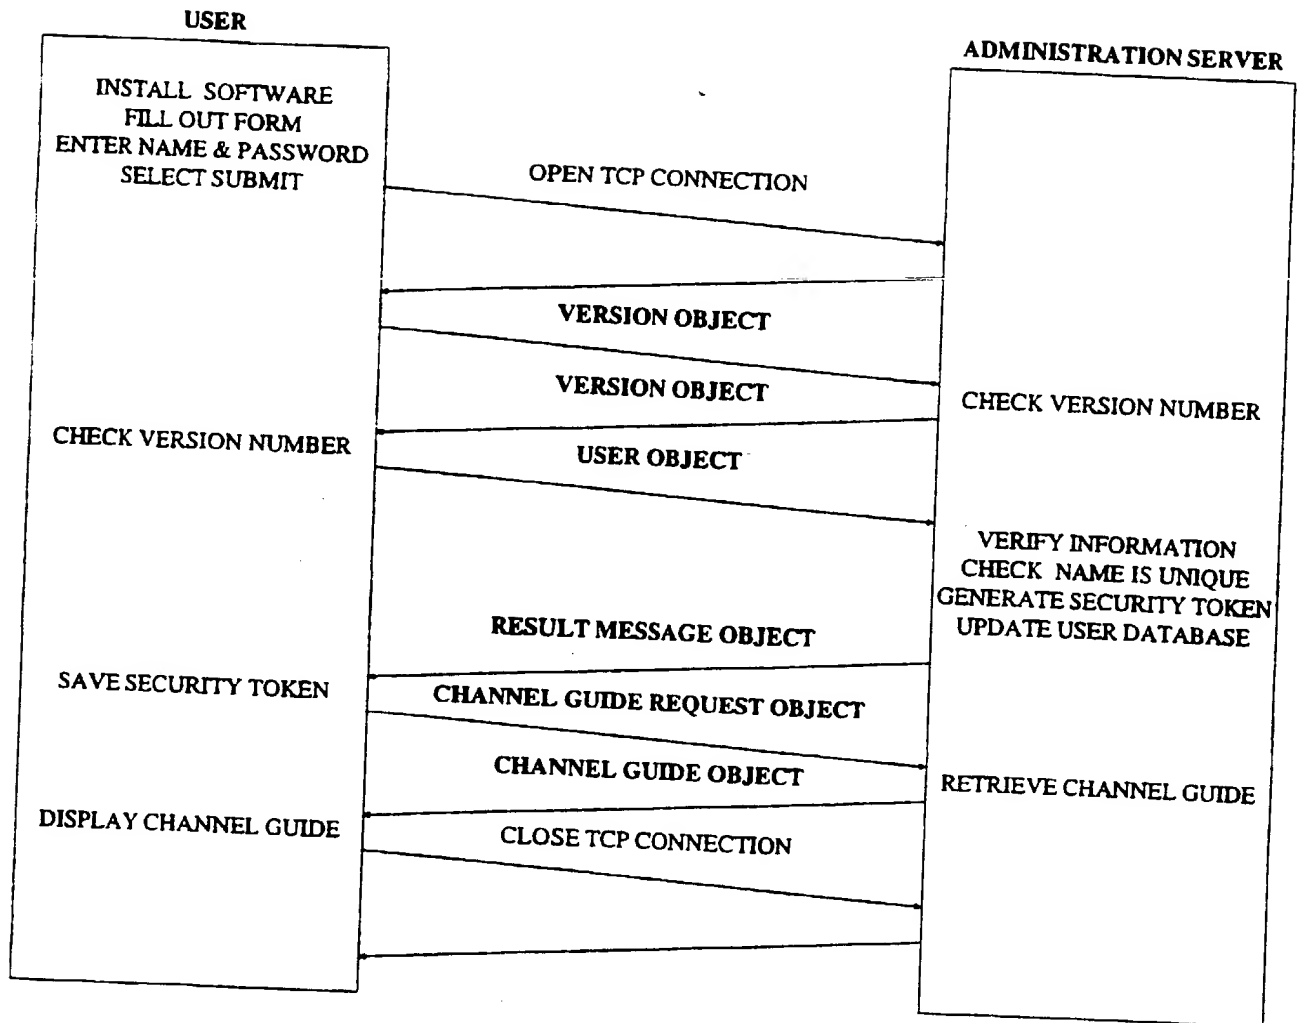 USER
ADMINISTRATION SERVER
INSTALL SOFTWARE
FILL OUT FORM
ENTER NAME & PASSWORD
SELECT SUBMIT
OPEN TCP CONNECTION
VERSION OBJECT
VERSION OBJECT
CHECK VERSION NUMBER
CHECK VERSION NUMBER
USER OBJECT
VERIFY INFORMATION
CHECK NAME IS UNIQUE
GENERATE SECURITY TOKEN
UPDATE USER DATABASE
RESULT MESSAGE OBJECT
SAVE SECURITY TOKEN
CHANNEL GUIDE REQUEST OBJECT
CHANNEL GUIDE OBJECT
RETRIEVE CHANNEL GUIDE
DISPLAY CHANNEL GUIDE
CLOSE TCP CONNECTION